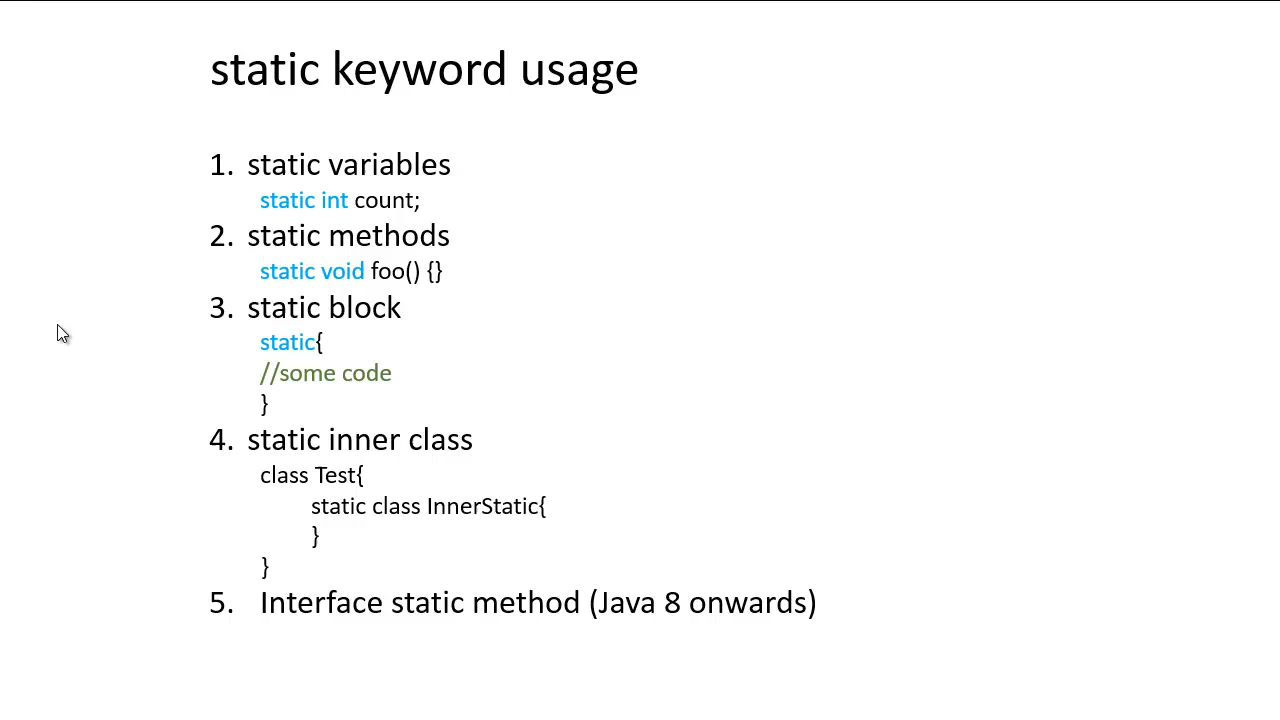 static keyword usage
1. static variables
static int count;
2. static methods
static void foo() {}
3. static block
static{
//some code
}
4. static inner class
class Test{
static class InnerStatic{
}
}
5. Interface static method (Java 8 onwards)